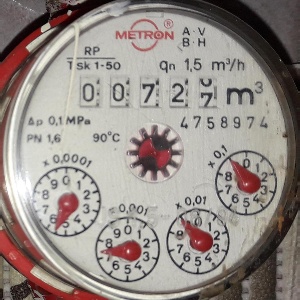 METRON®
A·V
B·H
RP
Tsk 1-50
qn 1,5 m³/h
0072 m³
Δp 0,1 MPa
4758974
PN 1,6
90°C
x 0,0001
x 0,1
x 0,001
x 0,01